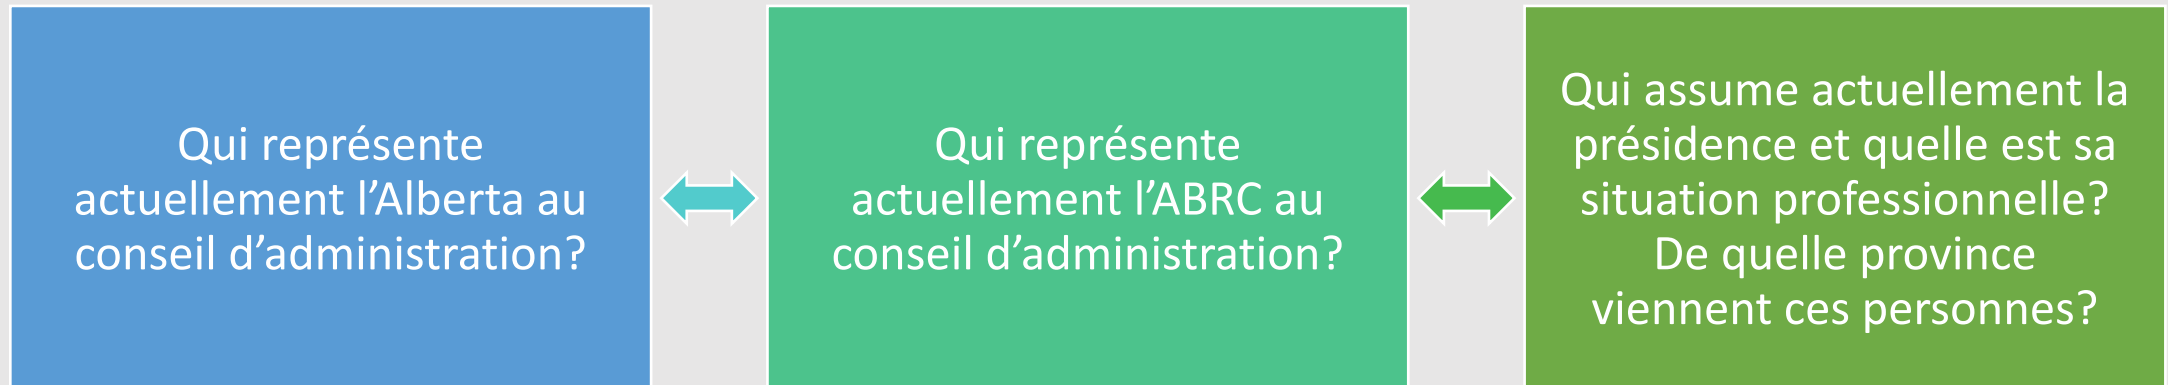 Qui représente
actuellement l’Alberta au
conseil d’administration?
Qui représente
actuellement l’ABRC au
conseil d’administration?
Qui assume actuellement la
présidence et quelle est sa
situation professionnelle?
De quelle province
viennent ces personnes?